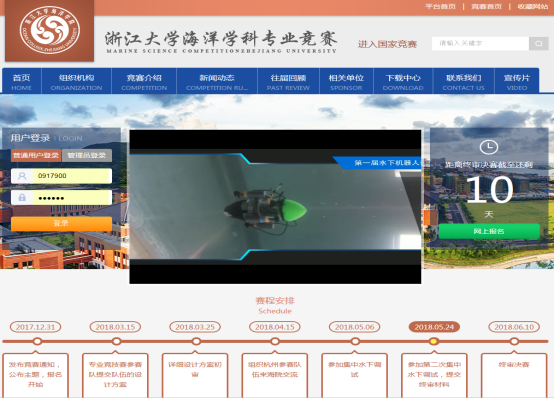 平台首页 | 竞赛首页 | 收藏网站
浙江大学海洋学科专业竞赛
MARINE SCIENCE COMPETITIONZHEJIANG UNIVERSITY
进入国家竞赛
请输入关键字
首页 组织机构 竞赛介绍 新闻动态 往届回顾 相关单位 下载中心 联系我们 宣传片
HOME ORGANIZATION COMPETITION COMPETITION RU... PAST REVIEW SPONSOR DOWNLOAD CONTACT US VIDEO
用户登录 / LOGIN
普通用户登录 管理员登录
0917900
登录
第一届水下机器人
距离终审决赛截至还剩
10
天
网上报名
赛程安排
Schedule
2017.12.31 2018.03.15 2018.03.25 2018.04.15 2018.05.06 2018.05.24 2018.06.10
发布竞赛通知，公布主题，报名开始
专业竞技赛参赛队提交队伍的设计方案
详细设计方案初审
组织杭州参赛队伍来海院交流
参加集中水下调试
参加第二次集中水下调试，提交终审材料
终审决赛